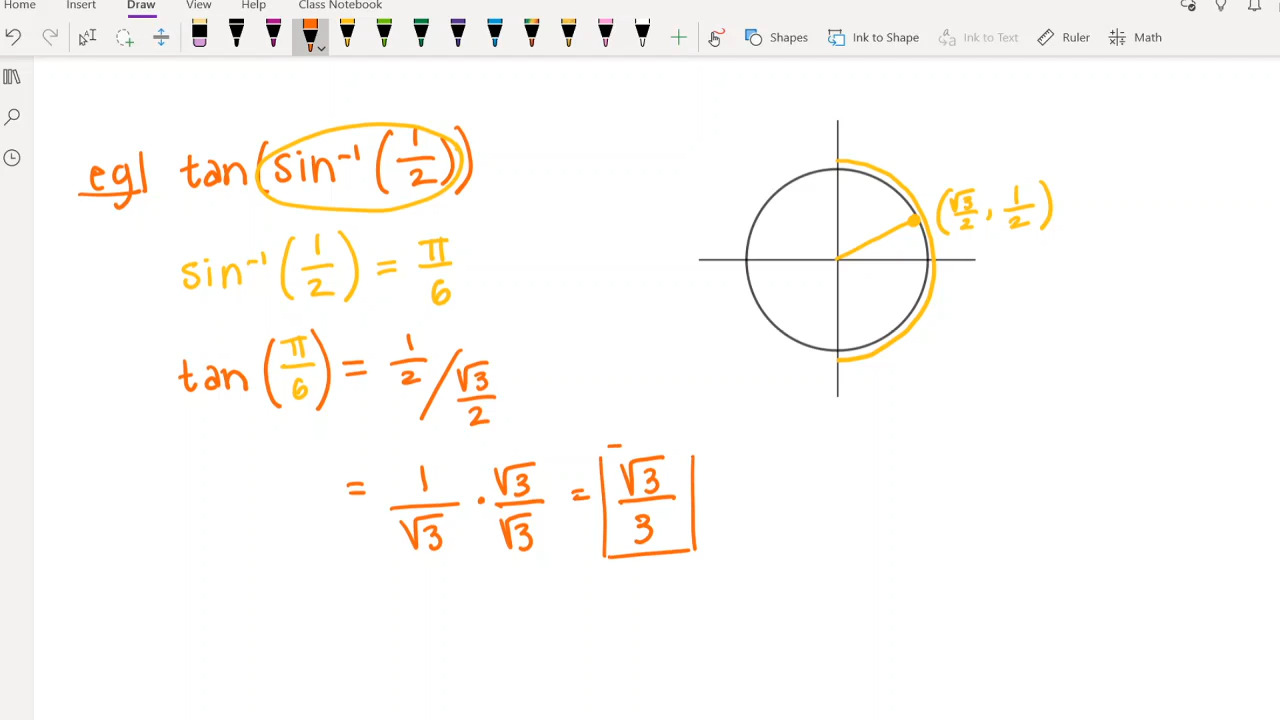 Home Insert Draw View Help Class Notebook
Shapes Ink to Shape Ink to Text Ruler Math
eg| tan(sin⁻¹(1/2))
(√3/2, 1/2)
sin⁻¹(1/2) = π/6
tan(π/6) = 1/2 / √3/2
= 1/√3 · √3/√3 = √3/3